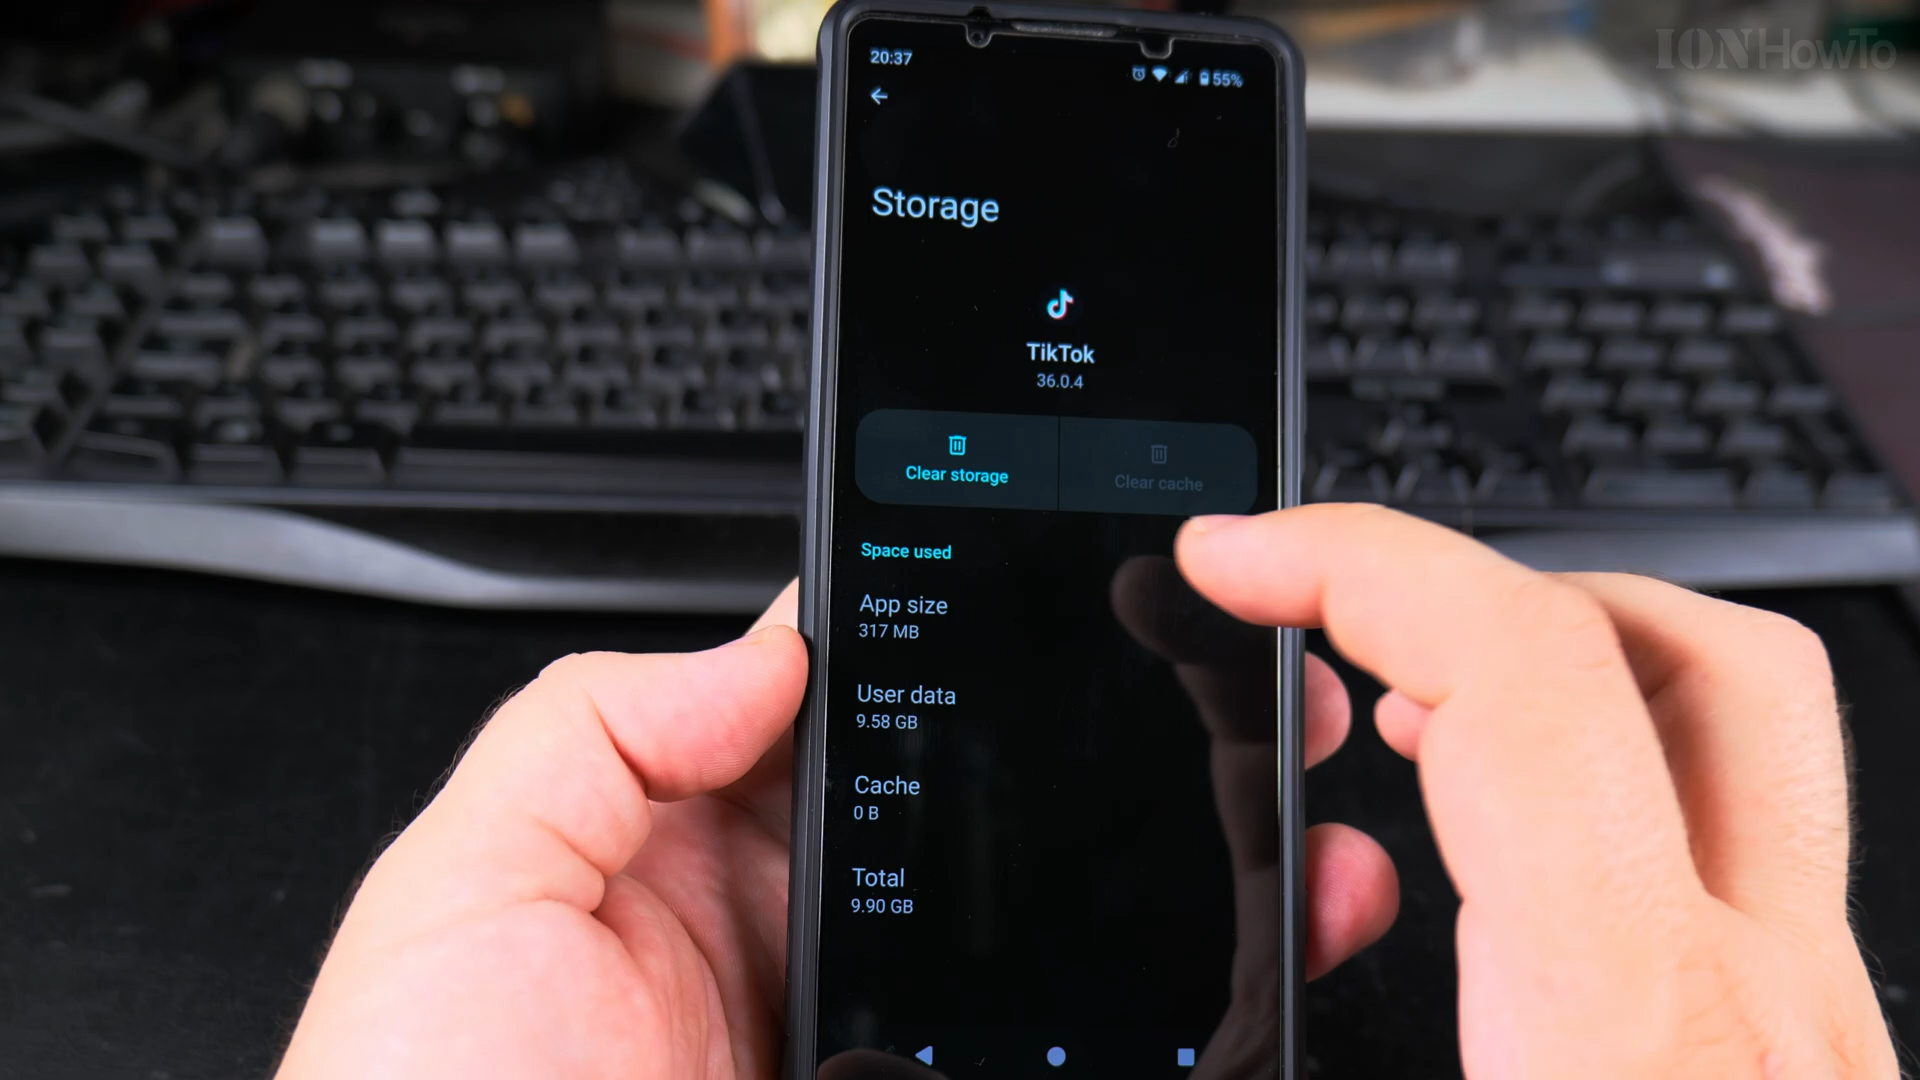 IONHowTo
20:37
55%
Storage
TikTok
36.0.4
Clear storage
Clear cache
Space used
App size
317 MB
User data
9.58 GB
Cache
0 B
Total
9.90 GB